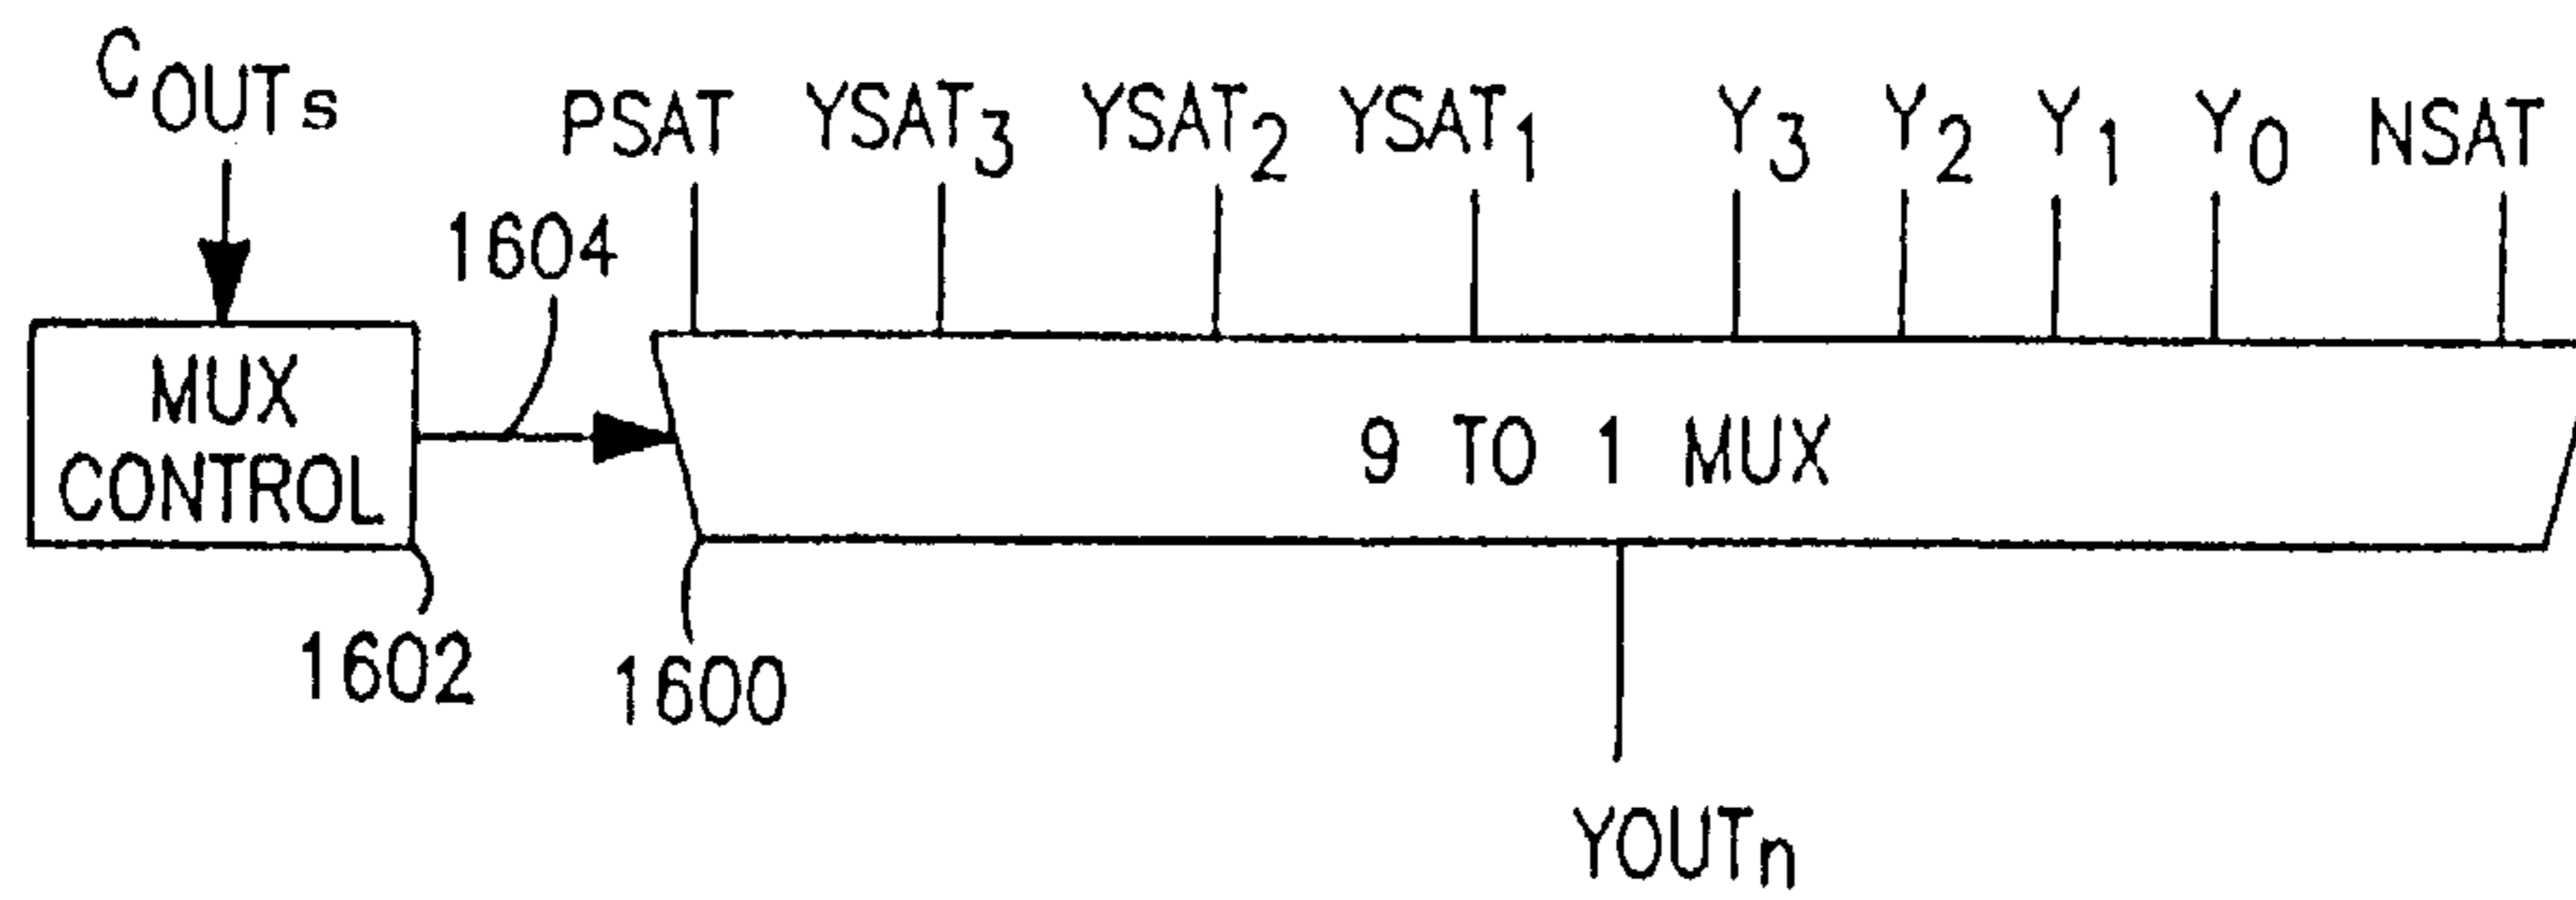 C_OUTs
PSAT YSAT₃ YSAT₂ YSAT₁ Y₃ Y₂ Y₁ Y₀ NSAT
1604
MUX
CONTROL
9 TO 1 MUX
1602
1600
YOUTn